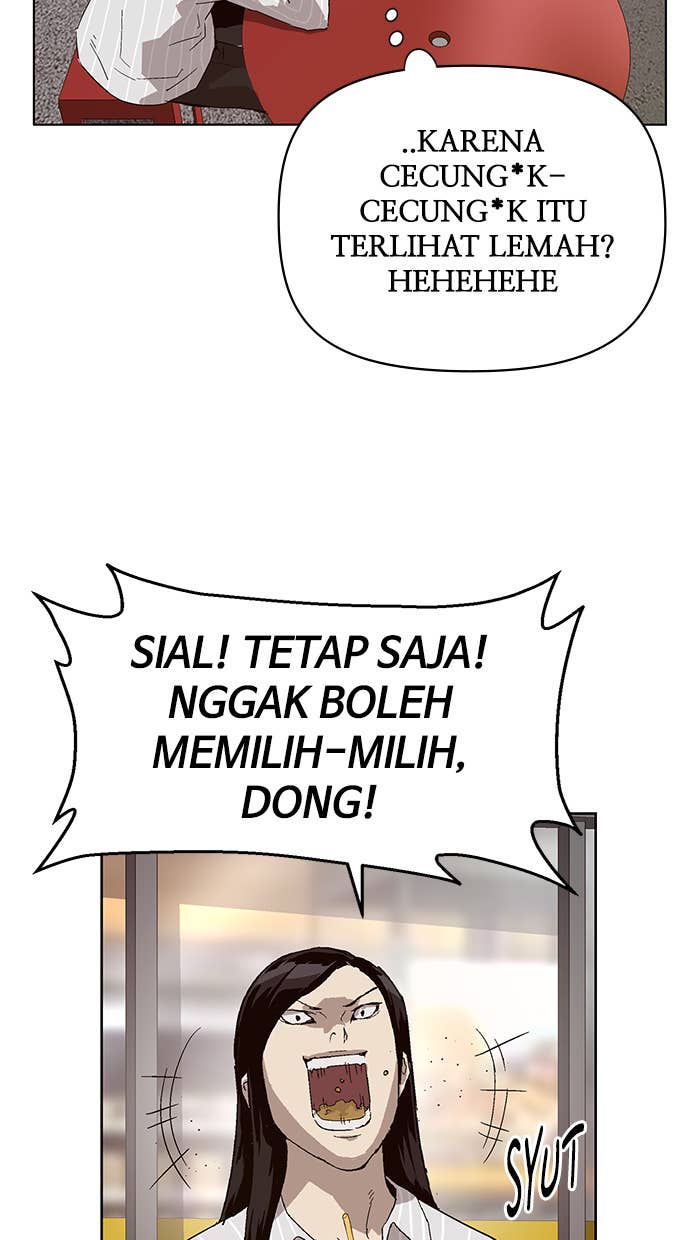 ..KARENA
CECUNG*K-
CECUNG*K ITU
TERLIHAT LEMAH?
HEHEHEHE
SIAL! TETAP SAJA!
NGGAK BOLEH
MEMILIH-MILIH,
DONG!
SYUT